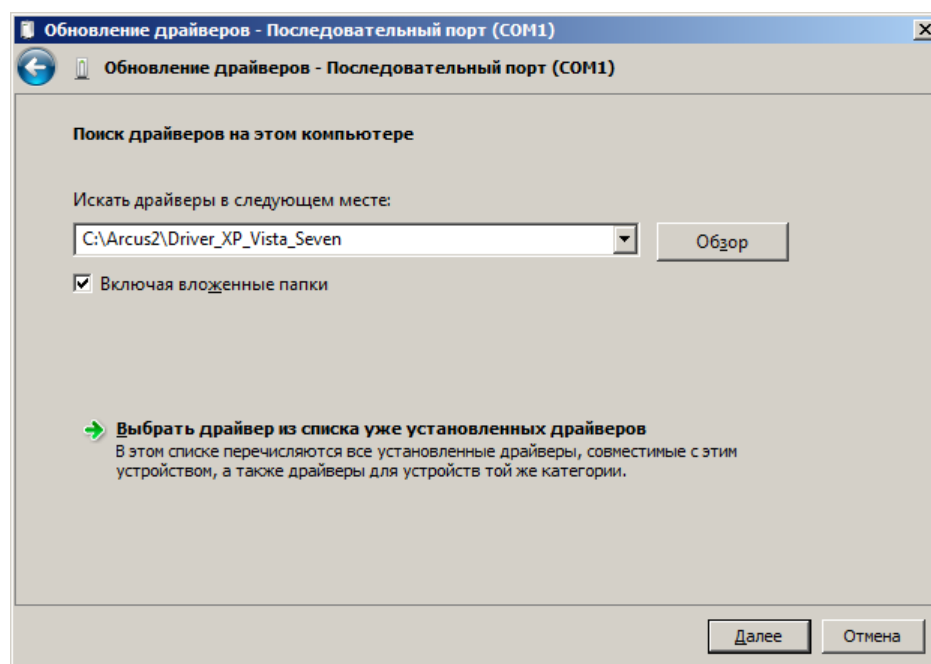 Обновление драйверов - Последовательный порт (COM1)
Обновление драйверов - Последовательный порт (COM1)
Поиск драйверов на этом компьютере
Искать драйверы в следующем месте:
C:\Arcus2\Driver_XP_Vista_Seven
Обзор
Включая вложенные папки
Выбрать драйвер из списка уже установленных драйверов
В этом списке перечисляются все установленные драйверы, совместимые с этим
устройством, а также драйверы для устройств той же категории.
Далее
Отмена